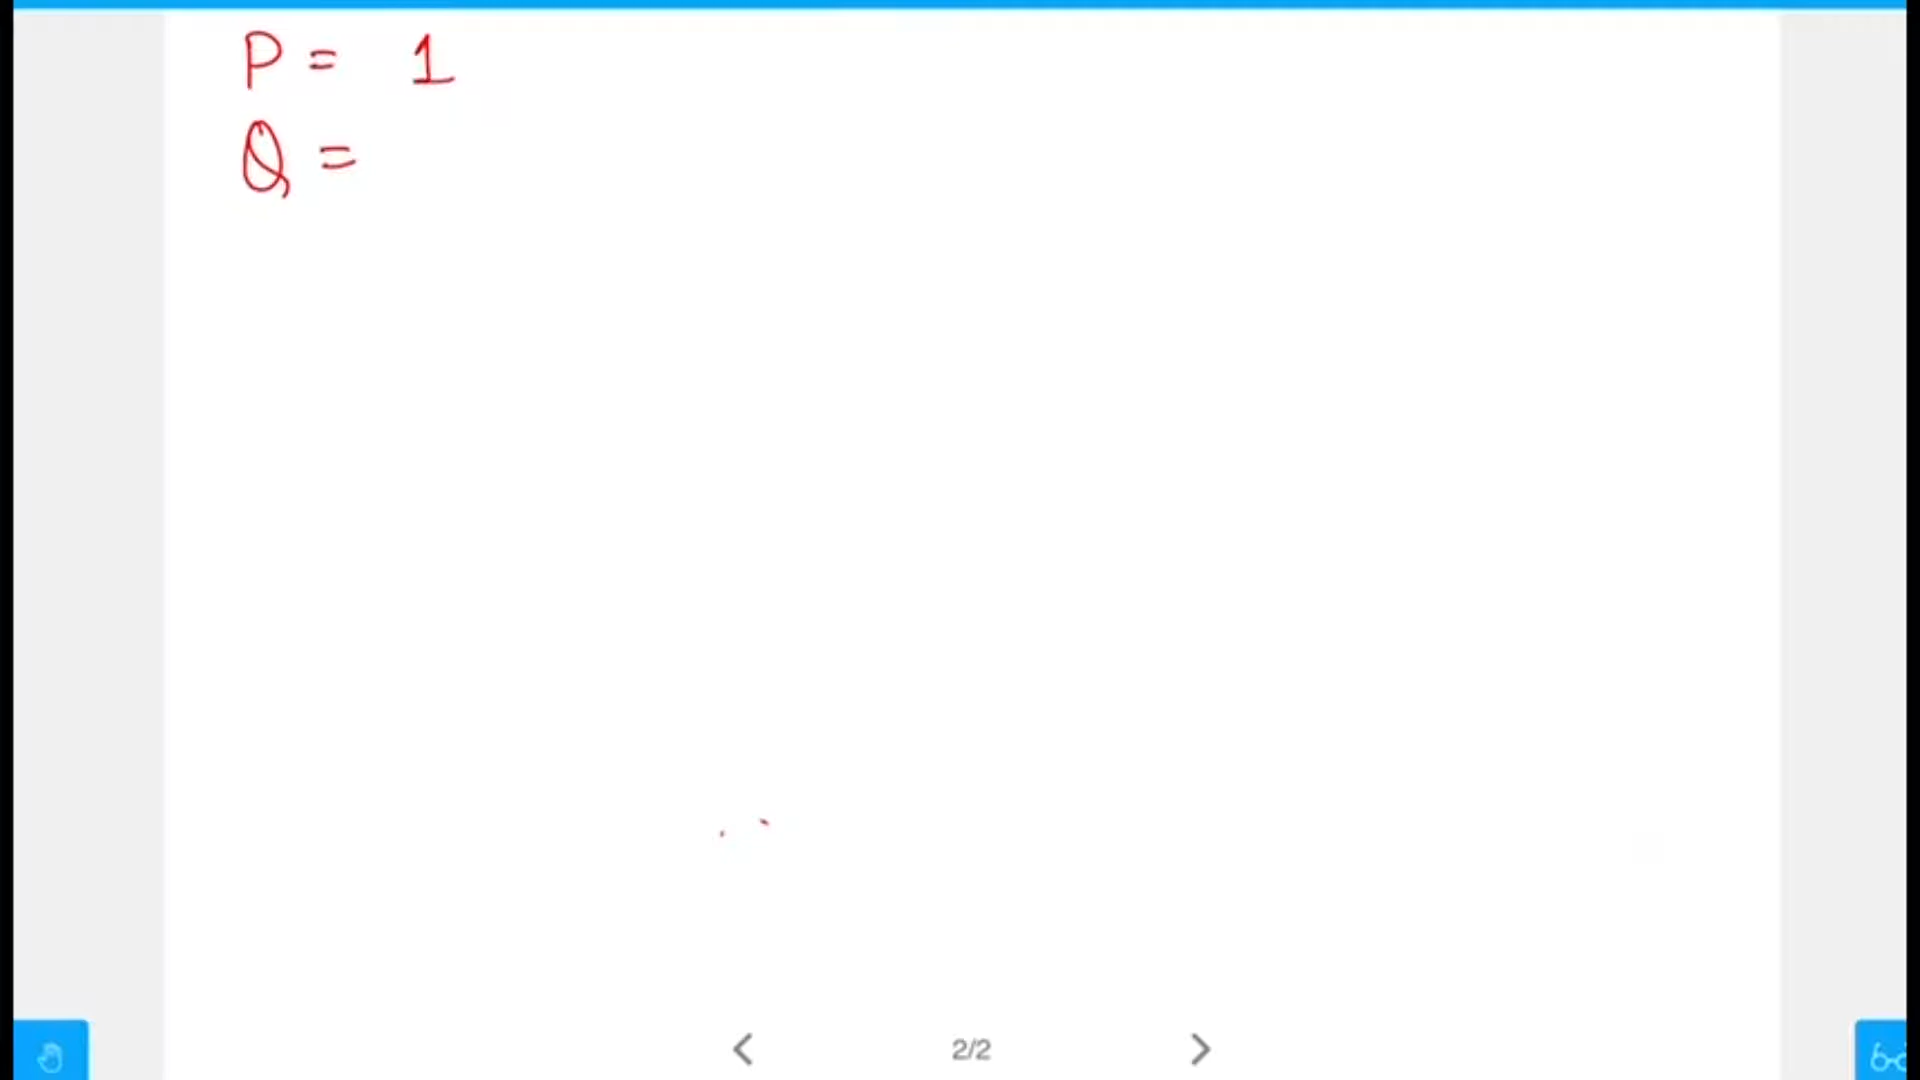 P = 1
Q =
2/2